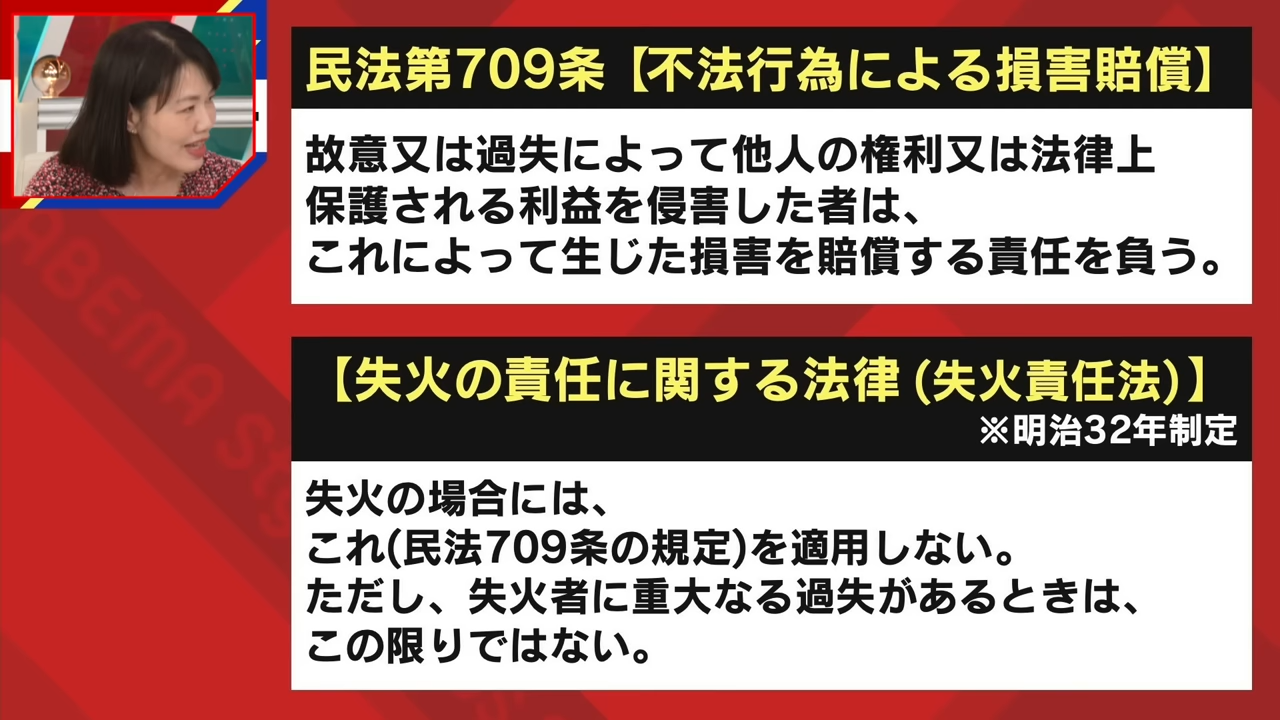 民法第709条【不法行為による損害賠償】
故意又は過失によって他人の権利又は法律上
保護される利益を侵害した者は、
これによって生じた損害を賠償する責任を負う。
【失火の責任に関する法律(失火責任法)】
※明治32年制定
失火の場合には、
これ(民法709条の規定)を適用しない。
ただし、失火者に重大なる過失があるときは、
この限りではない。
ABEMA